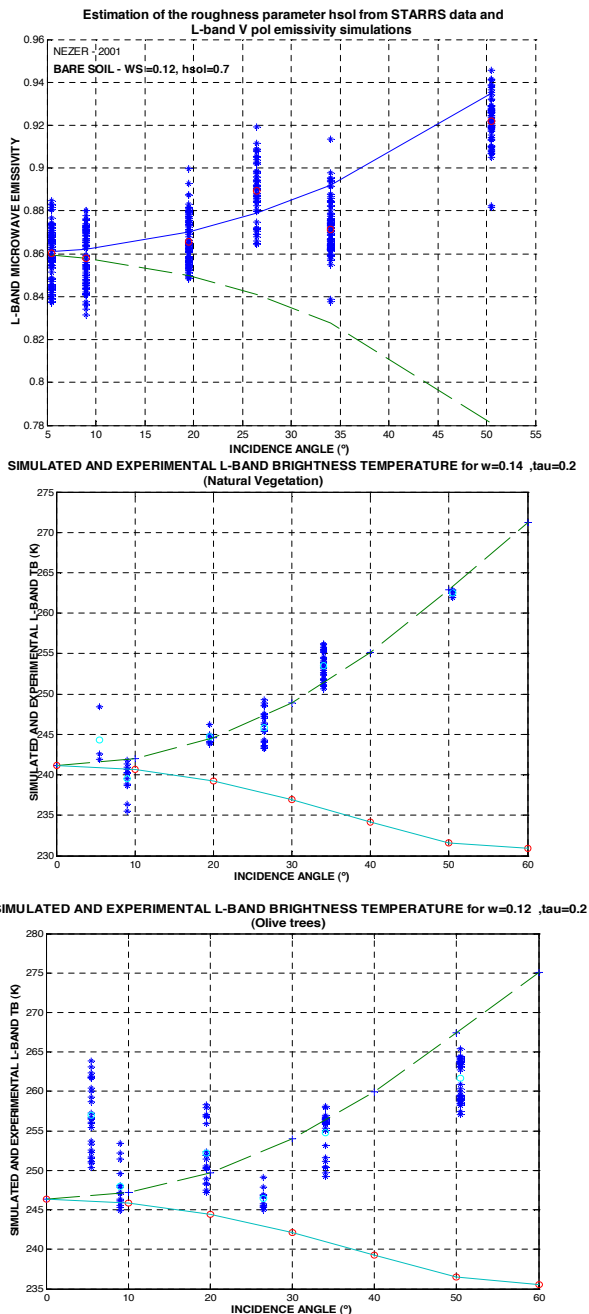 Estimation of the roughness parameter hsol from STARRS data and
L-band V pol emissivity simulations
NEZER - 2001
BARE SOIL - WS=0.12, hsol=0.7
L-BAND MICROWAVE EMISSIVITY
0.96
0.94
0.92
0.9
0.88
0.86
0.84
0.82
0.8
0.78
5 10 15 20 25 30 35 40 45 50 55
INCIDENCE ANGLE (º)
SIMULATED AND EXPERIMENTAL L-BAND BRIGHTNESS TEMPERATURE for w=0.14 ,tau=0.2
(Natural Vegetation)
SIMULATED AND EXPERIMENTAL L-BAND TB (K)
275
270
265
260
255
250
245
240
235
230
0 10 20 30 40 50 60
INCIDENCE ANGLE (º)
SIMULATED AND EXPERIMENTAL L-BAND BRIGHTNESS TEMPERATURE for w=0.12 ,tau=0.2
(Olive trees)
SIMULATED AND EXPERIMENTAL L-BAND TB (K)
280
275
270
265
260
255
250
245
240
235
0 10 20 30 40 50 60
INCIDENCE ANGLE (º)